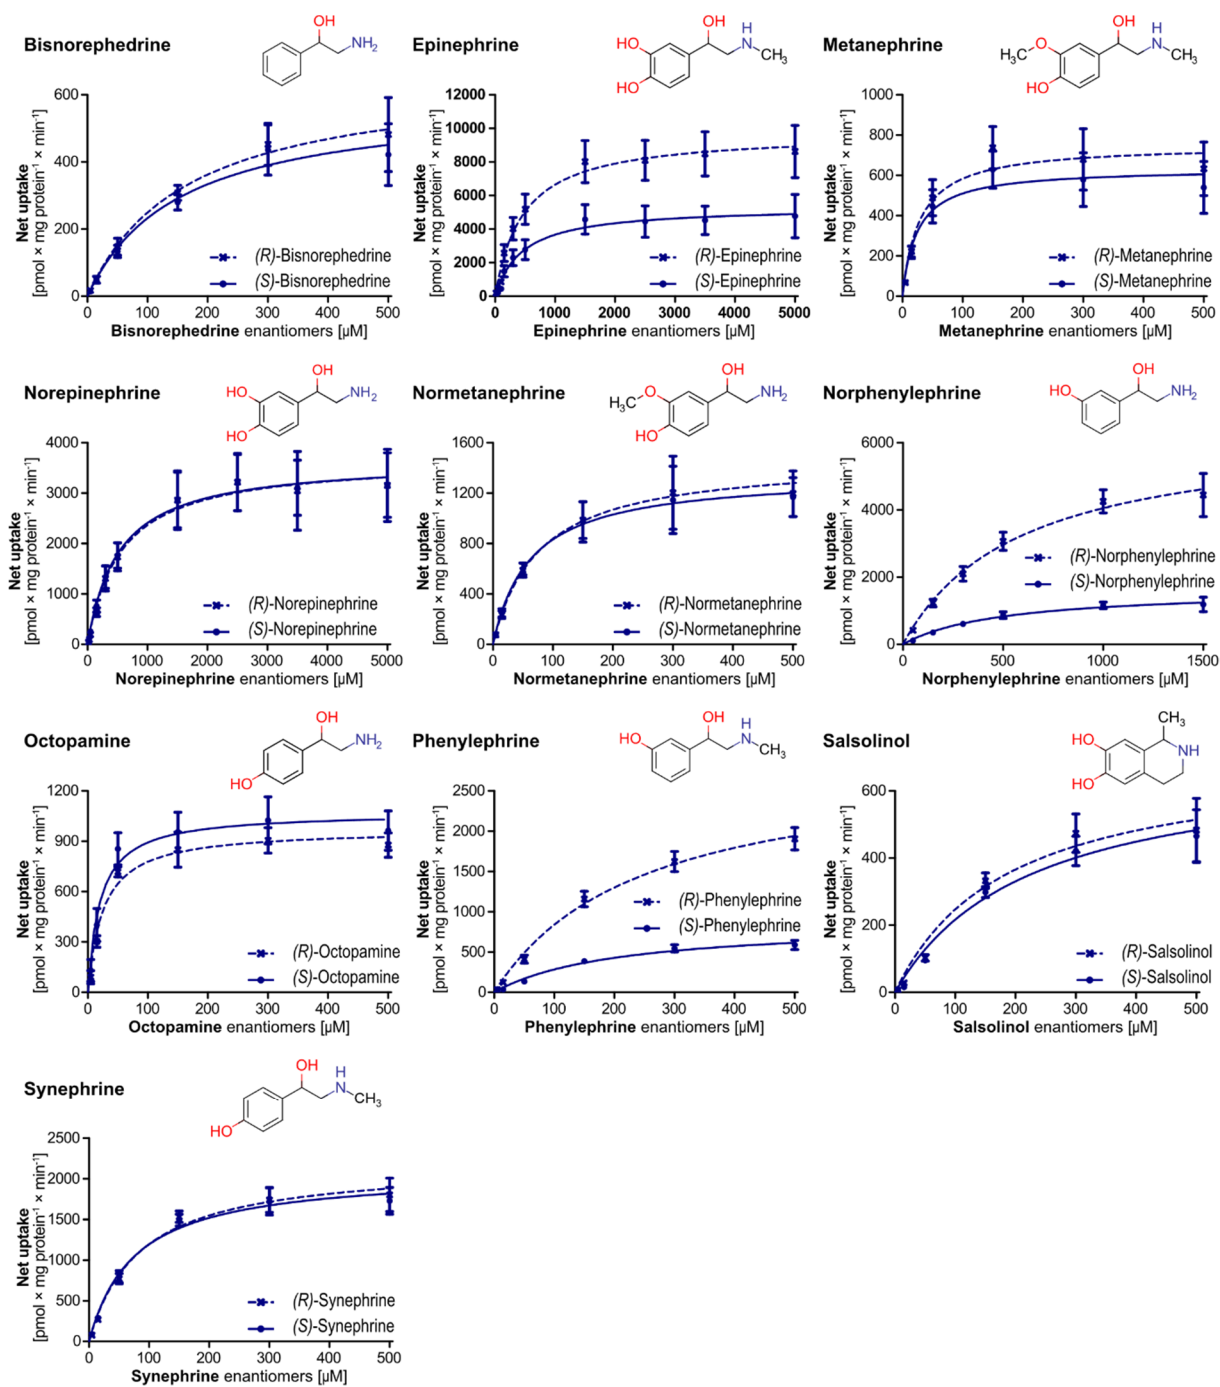 Bisnorephedrine
OH
NH2
Net uptake
[pmol × mg protein⁻¹ × min⁻¹]
600
400
200
0
0 100 200 300 400 500
(R)-Bisnorephedrine
(S)-Bisnorephedrine
Bisnorephedrine enantiomers [µM]
Epinephrine
OH
HO
H
N
CH3
HO
Net uptake
[pmol × mg protein⁻¹ × min⁻¹]
12000
10000
8000
6000
4000
2000
0
0 1000 2000 3000 4000 5000
(R)-Epinephrine
(S)-Epinephrine
Epinephrine enantiomers [µM]
Metanephrine
OH
O
H3C
H
N
CH3
HO
Net uptake
[pmol × mg protein⁻¹ × min⁻¹]
1000
800
600
400
200
0
0 100 200 300 400 500
(R)-Metanephrine
(S)-Metanephrine
Metanephrine enantiomers [µM]
Norepinephrine
OH
HO
NH2
HO
Net uptake
[pmol × mg protein⁻¹ × min⁻¹]
4000
3000
2000
1000
0
0 1000 2000 3000 4000 5000
(R)-Norepinephrine
(S)-Norepinephrine
Norepinephrine enantiomers [µM]
Normetanephrine
OH
O
H3C
NH2
HO
Net uptake
[pmol × mg protein⁻¹ × min⁻¹]
1600
1200
800
400
0
0 100 200 300 400 500
(R)-Normetanephrine
(S)-Normetanephrine
Normetanephrine enantiomers [µM]
Norphenylephrine
OH
HO
NH2
Net uptake
[pmol × mg protein⁻¹ × min⁻¹]
6000
4000
2000
0
0 500 1000 1500
(R)-Norphenylephrine
(S)-Norphenylephrine
Norphenylephrine enantiomers [µM]
Octopamine
OH
NH2
HO
Net uptake
[pmol × mg protein⁻¹ × min⁻¹]
1200
900
600
300
0
0 100 200 300 400 500
(R)-Octopamine
(S)-Octopamine
Octopamine enantiomers [µM]
Phenylephrine
OH
HO
H
N
CH3
Net uptake
[pmol × mg protein⁻¹ × min⁻¹]
2500
2000
1500
1000
500
0
0 100 200 300 400 500
(R)-Phenylephrine
(S)-Phenylephrine
Phenylephrine enantiomers [µM]
Salsolinol
CH3
HO
NH
HO
Net uptake
[pmol × mg protein⁻¹ × min⁻¹]
600
400
200
0
0 100 200 300 400 500
(R)-Salsolinol
(S)-Salsolinol
Salsolinol enantiomers [µM]
Synephrine
OH
H
N
CH3
HO
Net uptake
[pmol × mg protein⁻¹ × min⁻¹]
2500
2000
1500
1000
500
0
0 100 200 300 400 500
(R)-Synephrine
(S)-Synephrine
Synephrine enantiomers [µM]